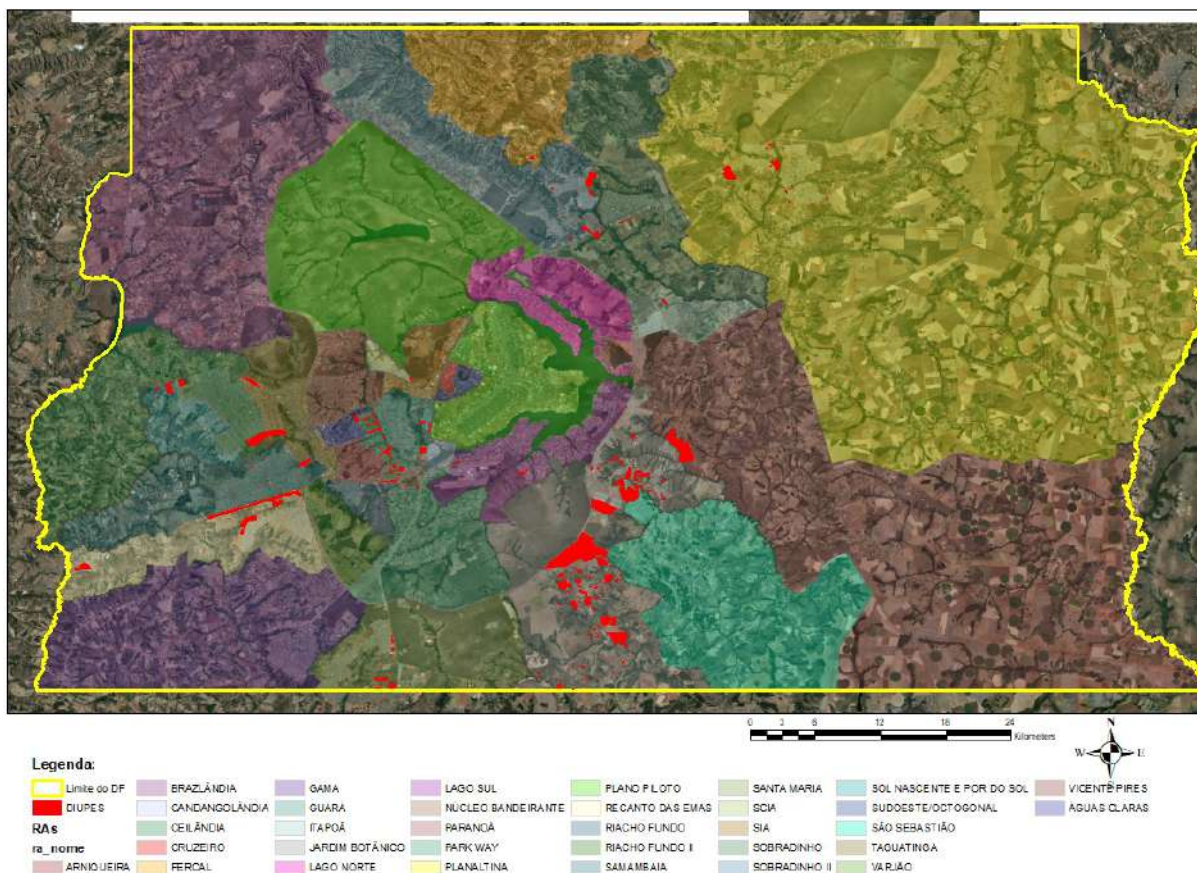 0 3 6 12 18 24
Kilometers
N
W E
S
Legenda:
Limite do DF BRAZLÂNDIA GAMA LAGO SUL PLANO PILOTO SANTA MARIA SOL NASCENTE E POR DO SOL VICENTE PIRES
DIUPES CANDANGOLÂNDIA GUARA NÚCLEO BANDEIRANTE RECANTO DAS EMAS SCIA SUDOESTE/OCTOGONAL AGUAS CLARAS
RAs CEILÂNDIA ITAPOÃ PARANOÁ RIACHO FUNDO SIA SÃO SEBASTIÃO
ra_nome CRUZEIRO JARDIM BOTÂNICO PARK WAY RIACHO FUNDO II SOBRADINHO TAGUATINGA
ARNIQUEIRA FERCAL LAGO NORTE PLANALTINA SAMAMBAIA SOBRADINHO II VARJÃO